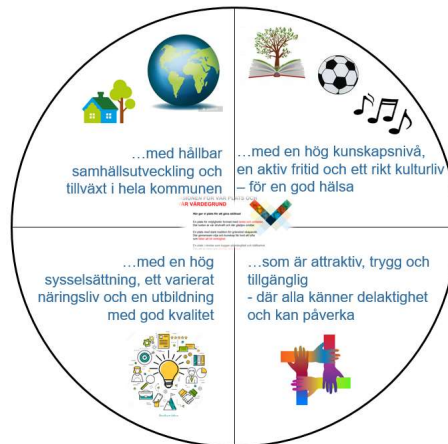 …med hållbar
samhällsutveckling och
tillväxt i hela kommunen
…med en hög kunskapsnivå,
en aktiv fritid och ett rikt kulturliv
– för en god hälsa
VÄRDEGRUND
…med en hög
sysselsättning, ett varierat
näringsliv och en utbildning
med god kvalitet
…som är attraktiv, trygg och
tillgänglig
- där alla känner delaktighet
och kan påverka